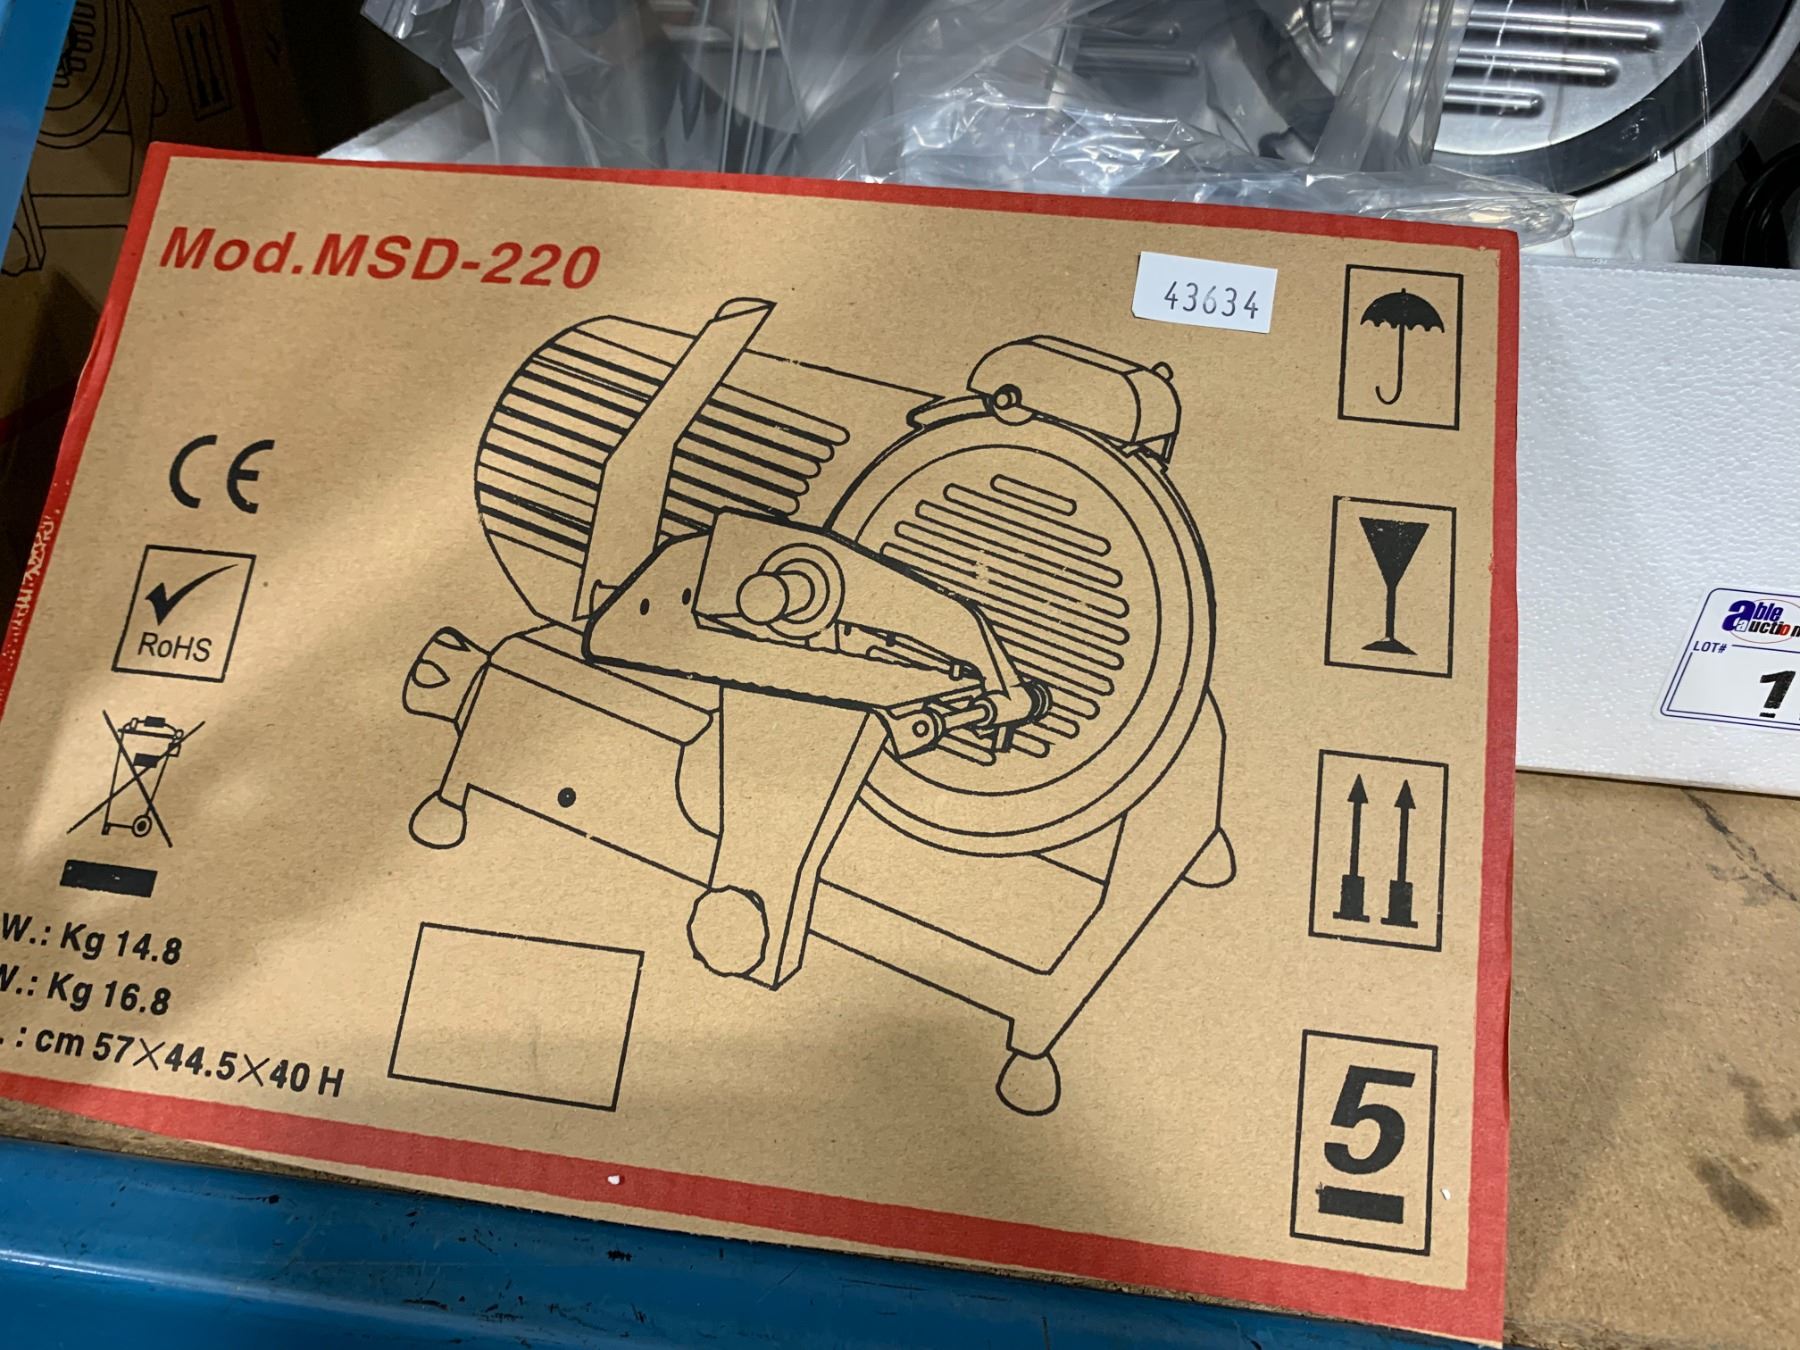 Mod.MSD-220
43634
CE
RoHS
W.: Kg 14.8
W.: Kg 16.8
. : cm 57×44.5×40 H
5
able
auction
LOT#
1